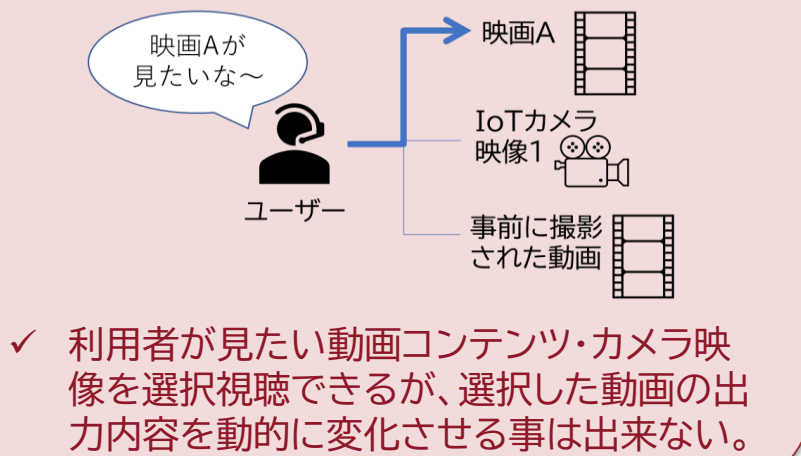 映画Aが
見たいな～
ユーザー
映画A
IoTカメラ
映像1
事前に撮影
された動画
✓ 利用者が見たい動画コンテンツ・カメラ映
像を選択視聴できるが、選択した動画の出
力内容を動的に変化させる事は出来ない。